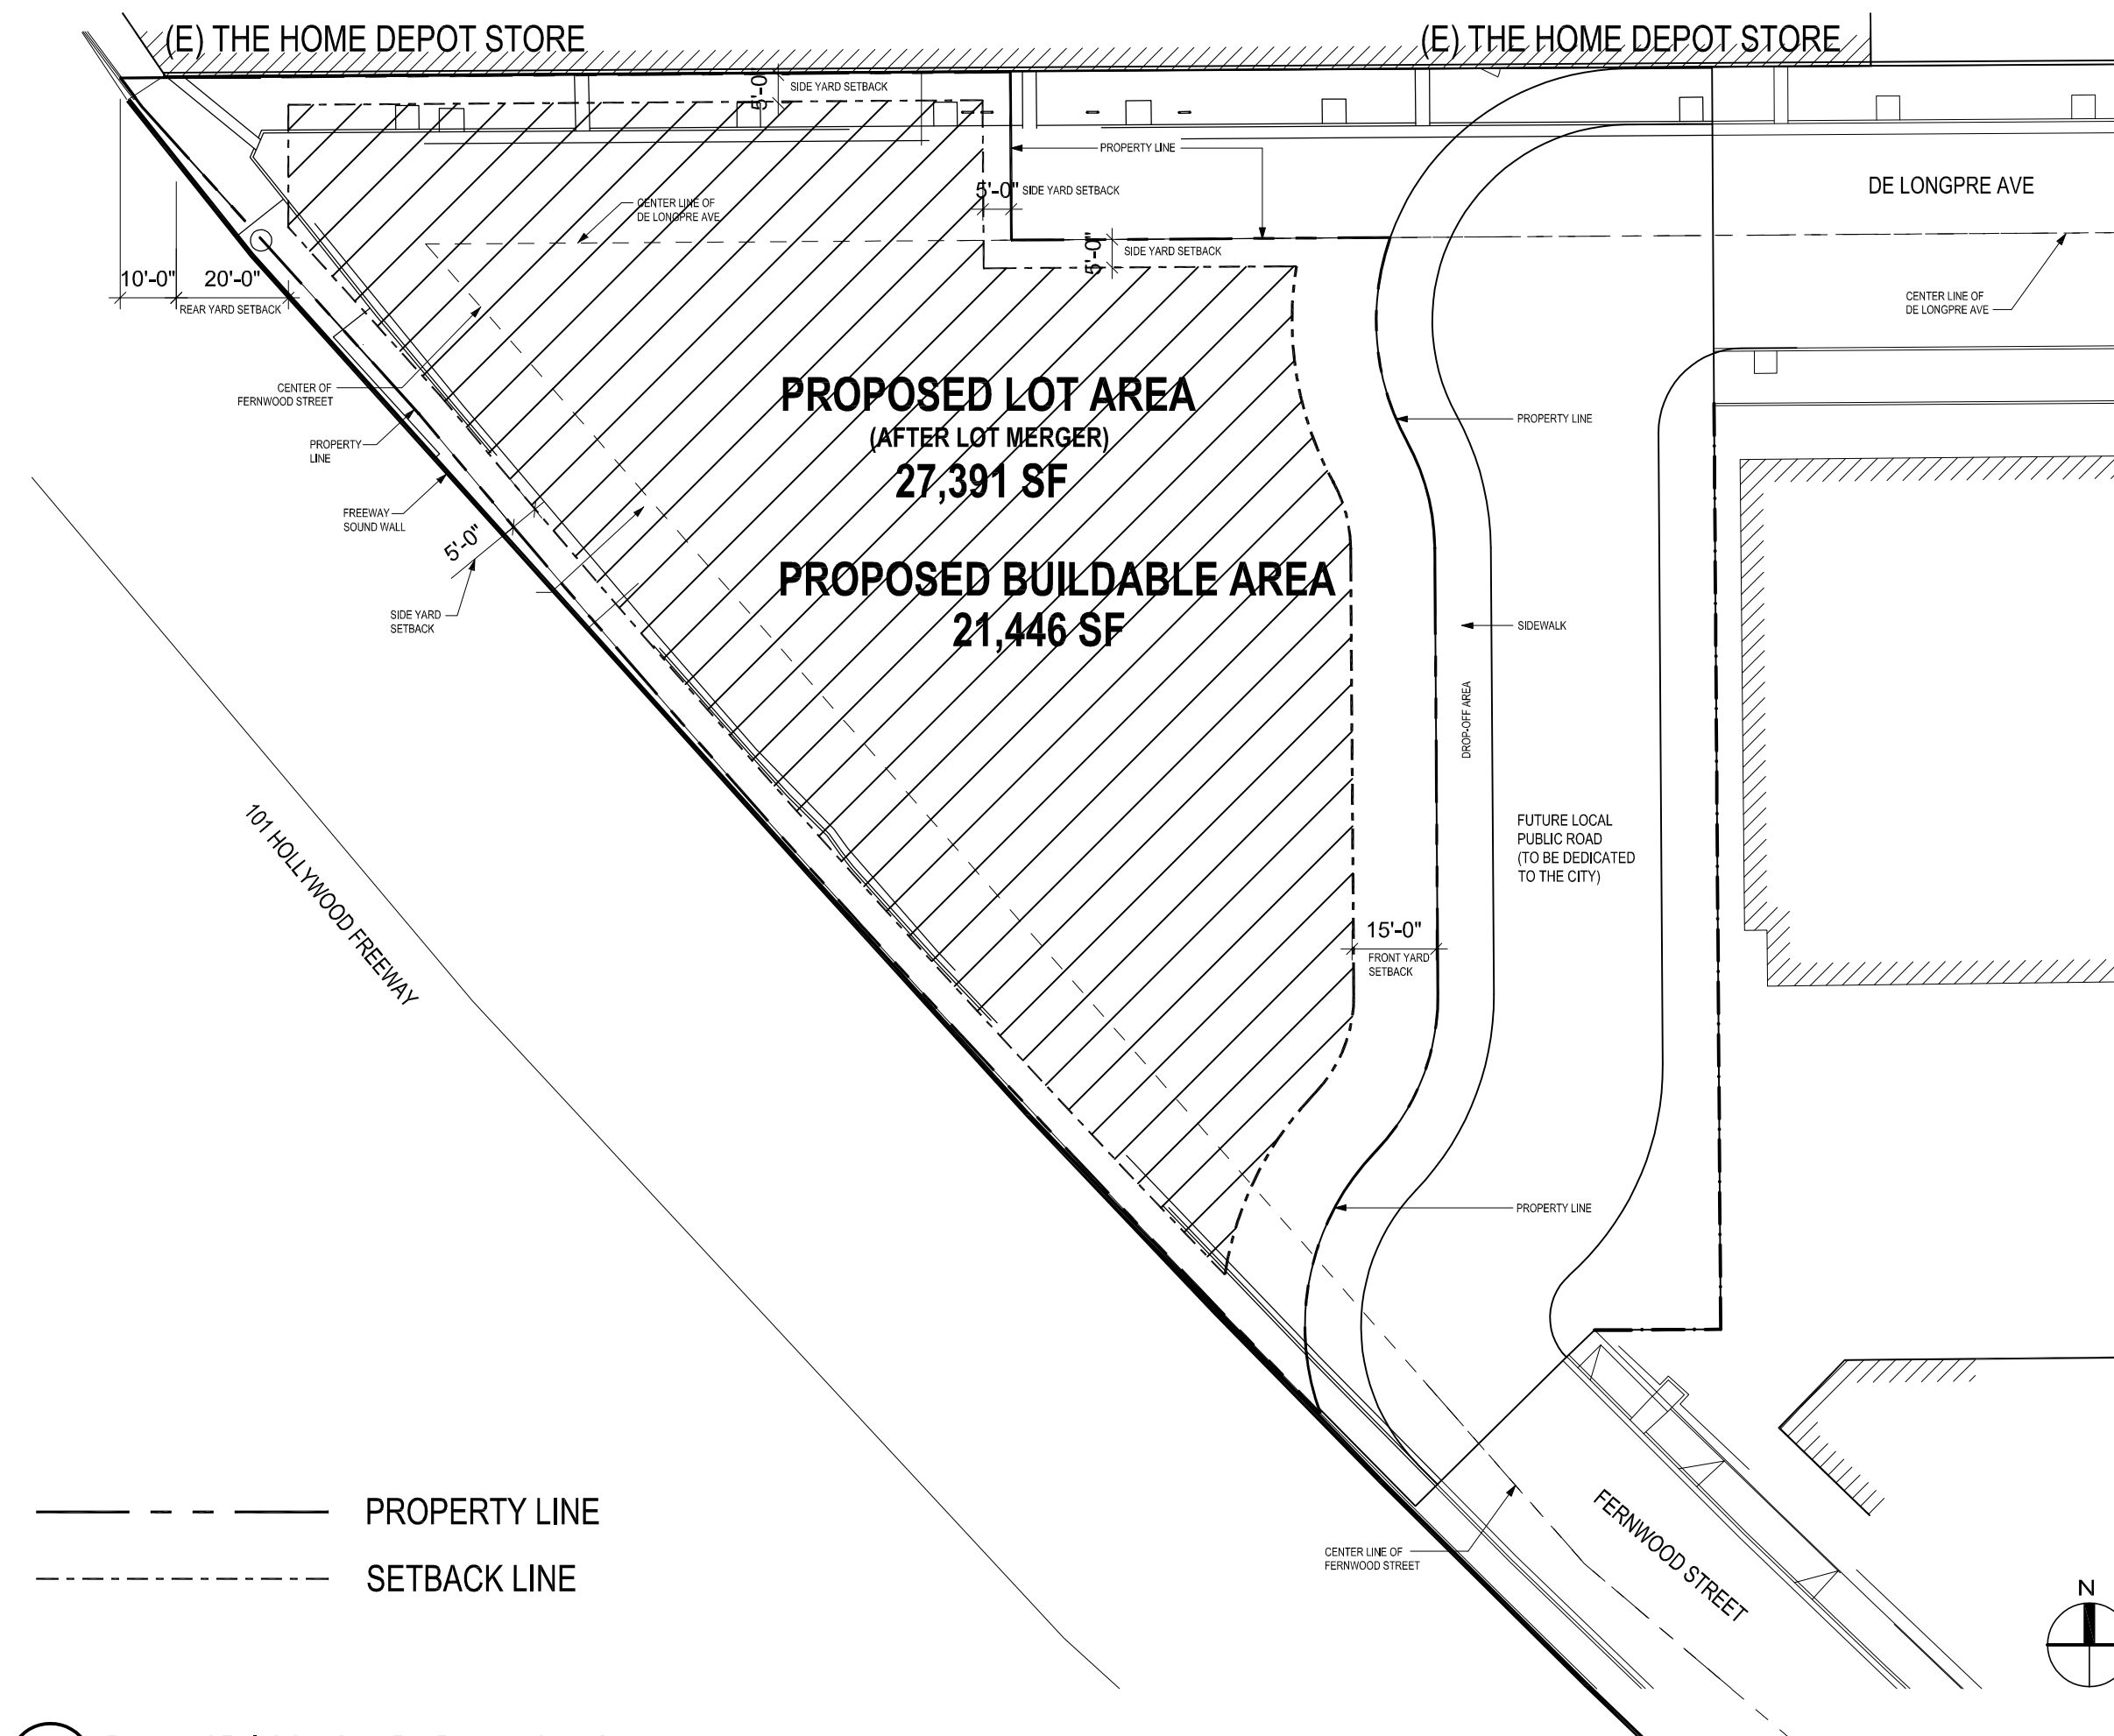 (E) THE HOME DEPOT STORE
(E) THE HOME DEPOT STORE
5'-0"
SIDE YARD SETBACK
PROPERTY LINE
DE LONGPRE AVE
5'-0"
SIDE YARD SETBACK
CENTER LINE OF
DE LONGPRE AVE
5'-0"
SIDE YARD SETBACK
10'-0"
20'-0"
REAR YARD SETBACK
CENTER LINE OF
DE LONGPRE AVE
CENTER OF
FERNWOOD STREET
PROPOSED LOT AREA
(AFTER LOT MERGER)
27,391 SF
PROPERTY LINE
PROPERTY
LINE
FREEWAY
SOUND WALL
5'-0"
PROPOSED BUILDABLE AREA
21,446 SF
SIDE YARD
SETBACK
SIDEWALK
DROP-OFF AREA
101 HOLLYWOOD FREEWAY
FUTURE LOCAL
PUBLIC ROAD
(TO BE DEDICATED
TO THE CITY)
15'-0"
FRONT YARD
SETBACK
PROPERTY LINE
PROPERTY LINE
SETBACK LINE
CENTER LINE OF
FERNWOOD STREET
FERNWOOD STREET
N